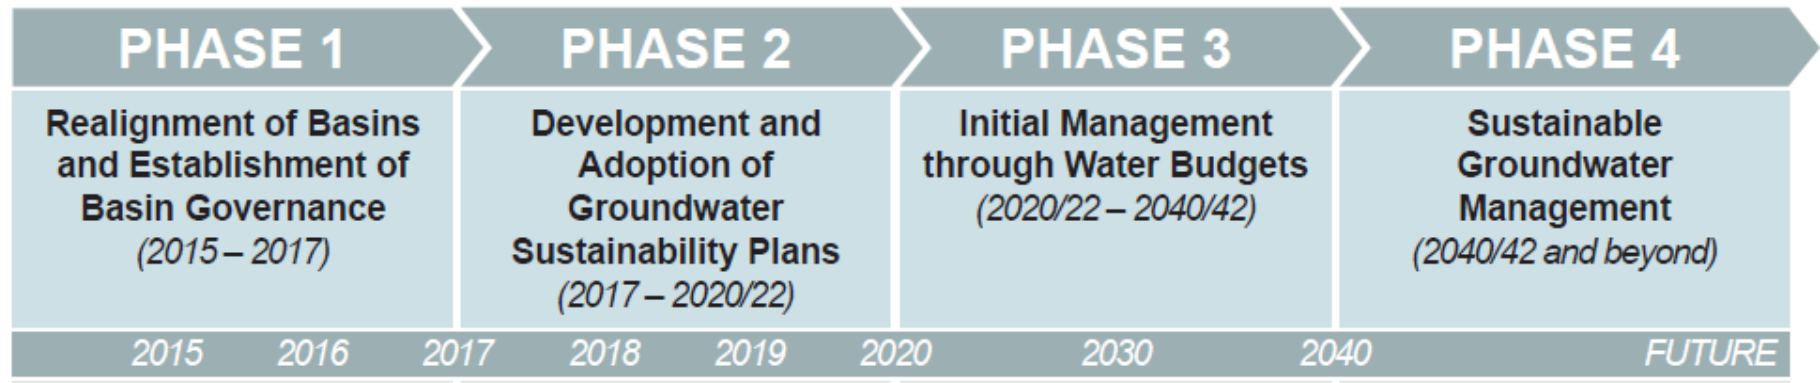 PHASE 1
PHASE 2
PHASE 3
PHASE 4
Realignment of Basins
and Establishment of
Basin Governance
(2015 – 2017)
Development and
Adoption of
Groundwater
Sustainability Plans
(2017 – 2020/22)
Initial Management
through Water Budgets
(2020/22 – 2040/42)
Sustainable
Groundwater
Management
(2040/42 and beyond)
2015 2016 2017 2018 2019 2020 2030 2040 FUTURE